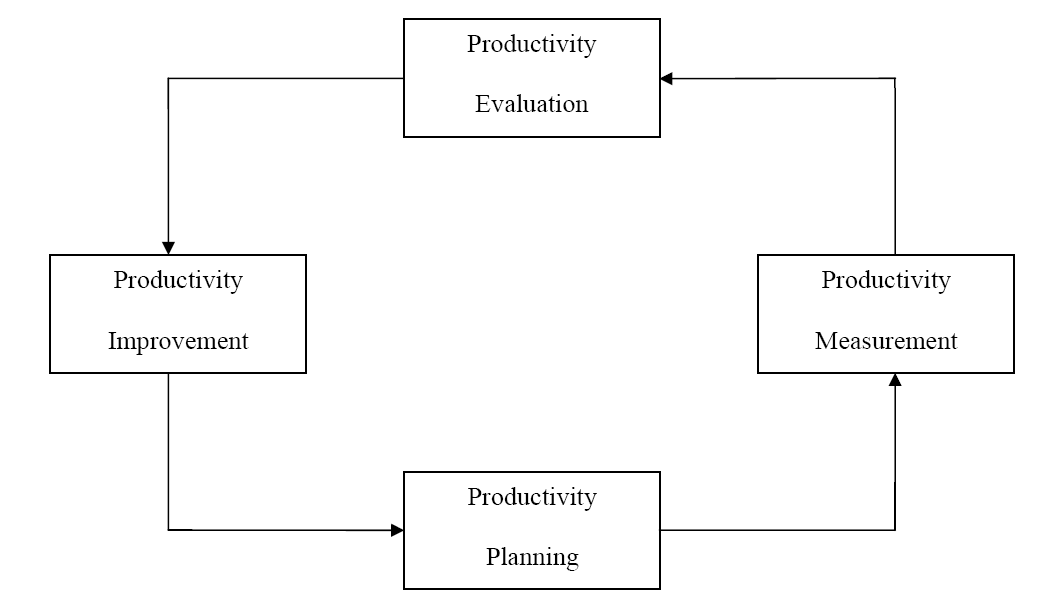 Productivity
Evaluation
Productivity
Improvement
Productivity
Measurement
Productivity
Planning